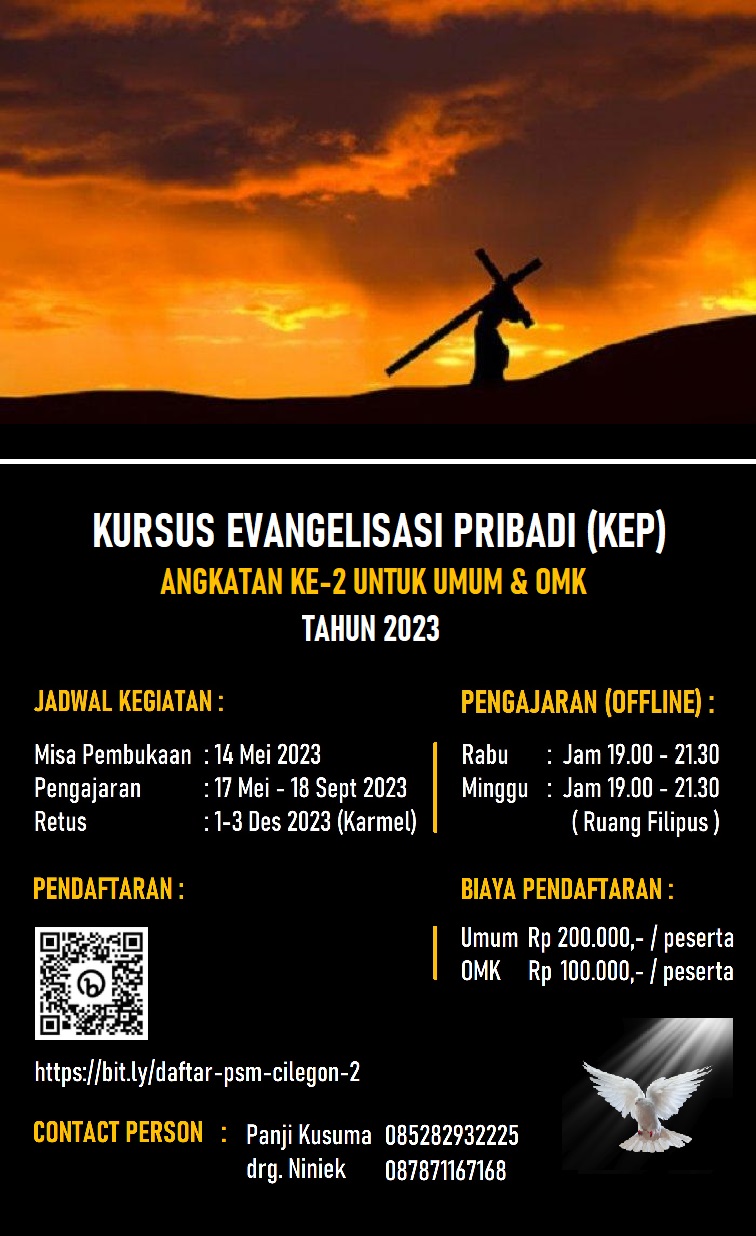 KURSUS EVANGELISASI PRIBADI (KEP)
ANGKATAN KE-2 UNTUK UMUM & OMK
TAHUN 2023
JADWAL KEGIATAN :
Misa Pembukaan : 14 Mei 2023
Pengajaran : 17 Mei - 18 Sept 2023
Retus : 1-3 Des 2023 (Karmel)
PENGAJARAN (OFFLINE) :
Rabu : Jam 19.00 - 21.30
Minggu : Jam 19.00 - 21.30
( Ruang Filipus )
PENDAFTARAN :
https://bit.ly/daftar-psm-cilegon-2
BIAYA PENDAFTARAN :
Umum Rp 200.000,- / peserta
OMK Rp 100.000,- / peserta
CONTACT PERSON : Panji Kusuma 085282932225
drg. Niniek 087871167168